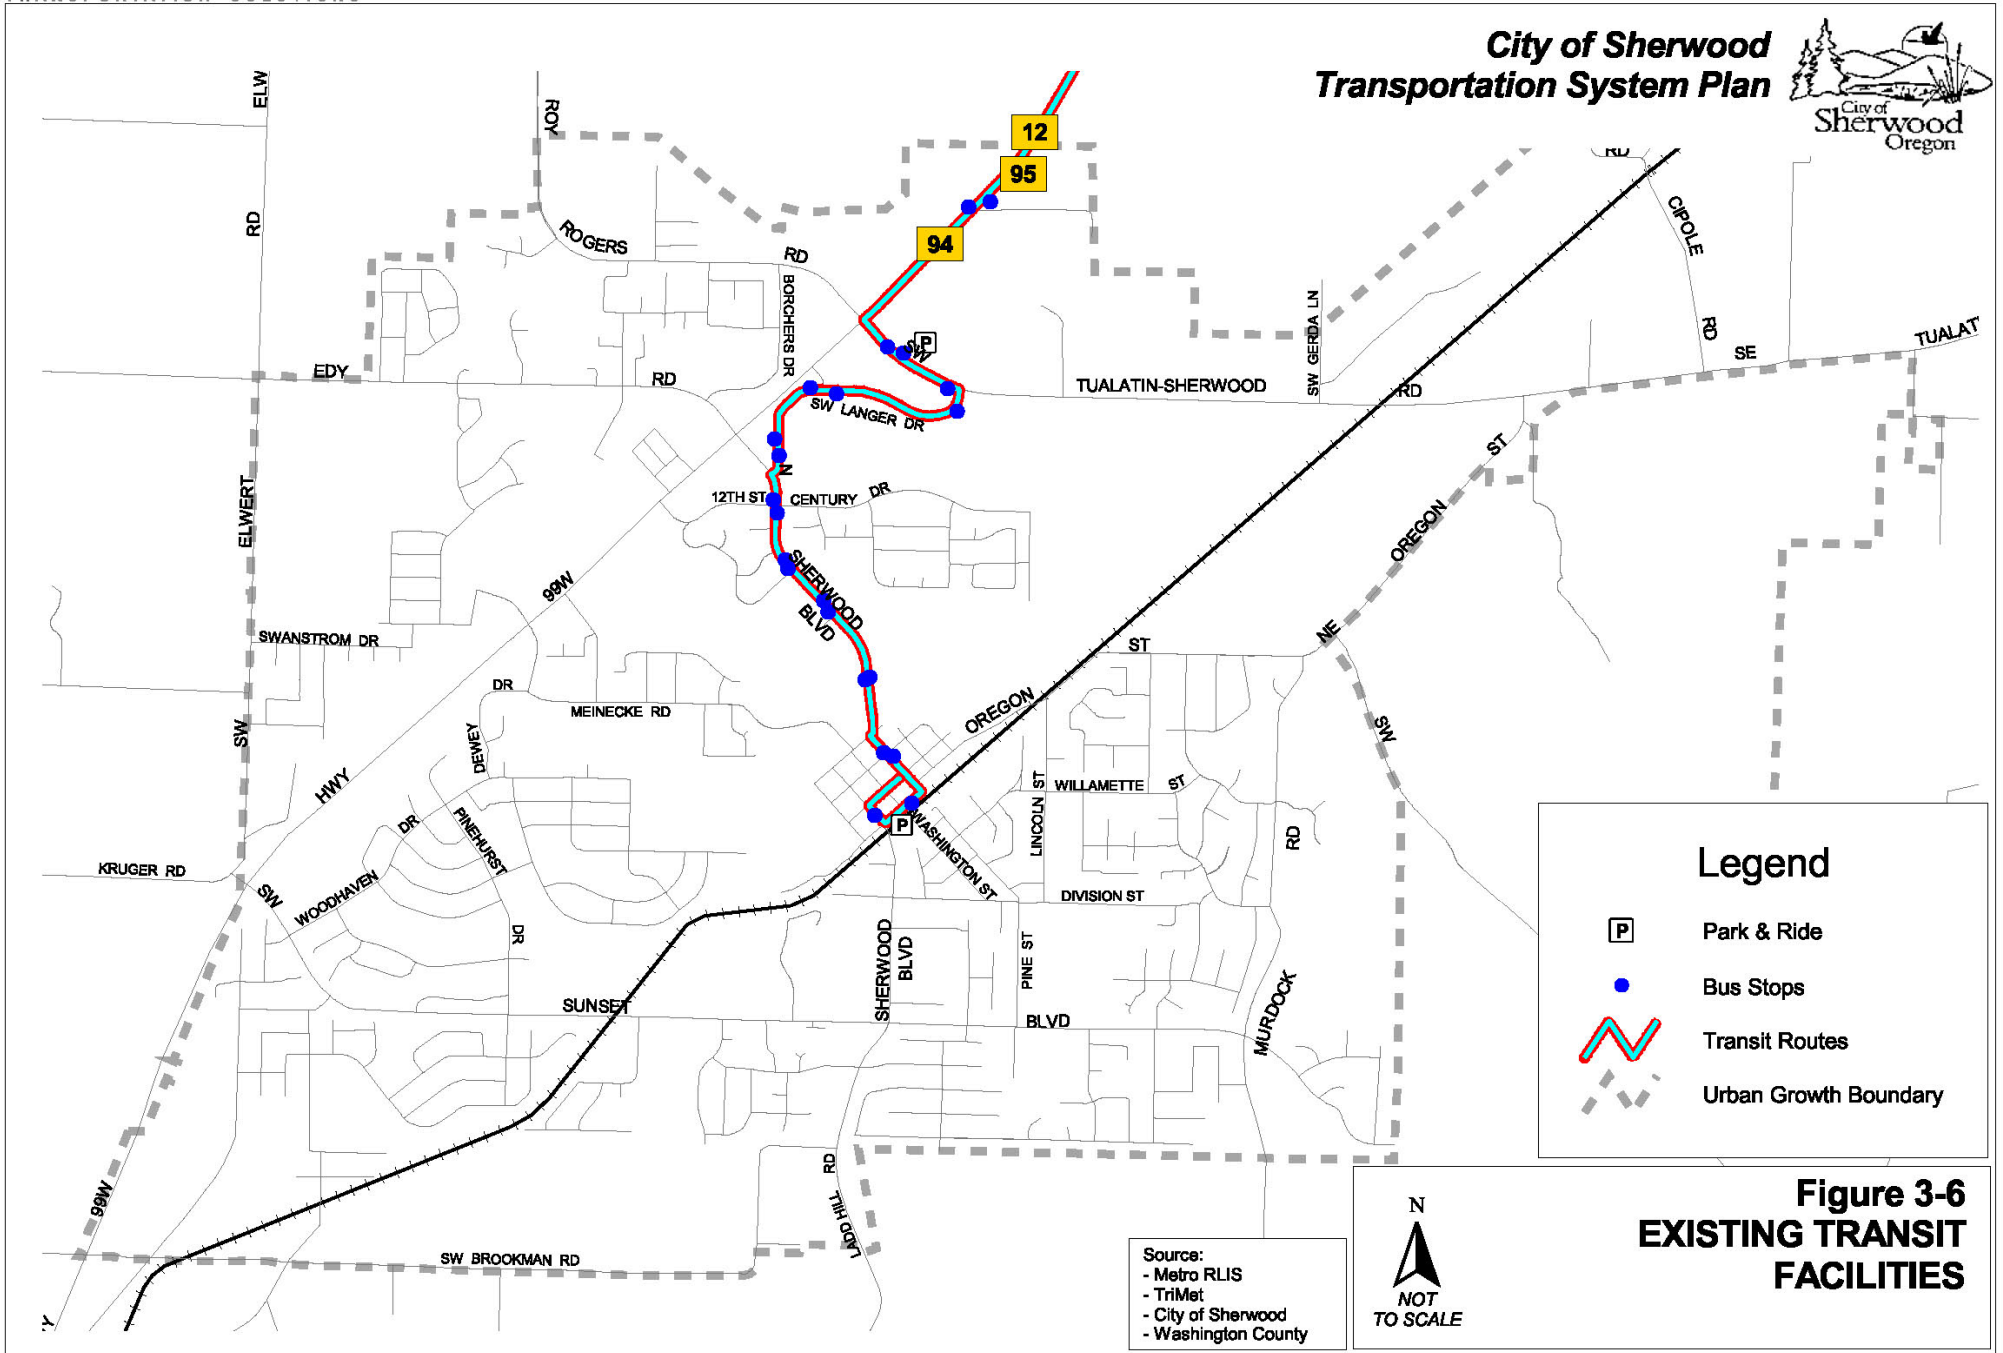 City of Sherwood
Transportation System Plan
City of
Sherwood
Oregon
ELW
ROY
12
95
RD
RD
CIPOLE
ROGERS
RD
94
BORCHERS DR
SW GERDA LN
RD
SE
TUALAT
P
SW
EDY
RD
TUALATIN-SHERWOOD
RD
SW LANGER DR
ST
N
12TH ST
CENTURY
DR
ELWERT
OREGON
SHERWOOD
BLVD
99W
SWANSTROM DR
NE
ST
DR
MEINECKE RD
OREGON
SW
SW
DEWEY
HWY
WILLAMETTE
ST
LINCOLN ST
DR
PINEHURST
P
WASHINGTON ST
RD
KRUGER RD
SW
WOODHAVEN
DIVISION ST
DR
SHERWOOD
BLVD
PINE ST
SUNSET
BLVD
MURDOCK
RD
LADD HILL
99W
SW BROOKMAN RD
Y
Legend
P
Park & Ride
Bus Stops
Transit Routes
Urban Growth Boundary
Source:
- Metro RLIS
- TriMet
- City of Sherwood
- Washington County
N
NOT
TO SCALE
Figure 3-6
EXISTING TRANSIT
FACILITIES